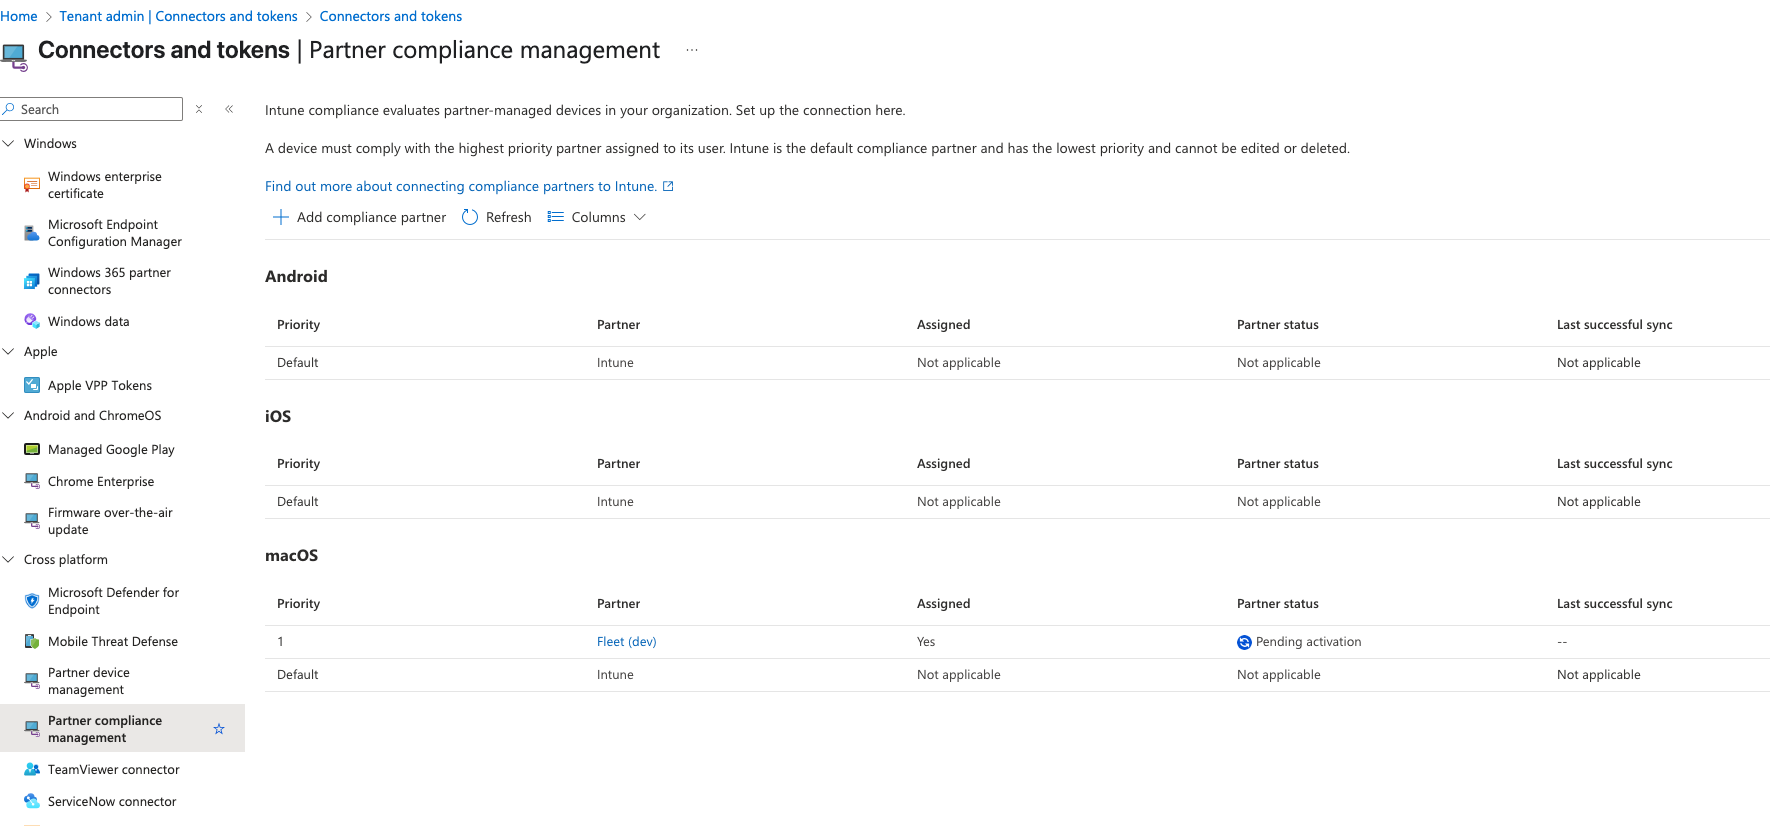 Home > Tenant admin | Connectors and tokens > Connectors and tokens
Connectors and tokens | Partner compliance management ...
Search
Windows
Windows enterprise
certificate
Microsoft Endpoint
Configuration Manager
Windows 365 partner
connectors
Windows data
Apple
Apple VPP Tokens
Android and ChromeOS
Managed Google Play
Chrome Enterprise
Firmware over-the-air
update
Cross platform
Microsoft Defender for
Endpoint
Mobile Threat Defense
Partner device
management
Partner compliance
management
TeamViewer connector
ServiceNow connector
Intune compliance evaluates partner-managed devices in your organization. Set up the connection here.
A device must comply with the highest priority partner assigned to its user. Intune is the default compliance partner and has the lowest priority and cannot be edited or deleted.
Find out more about connecting compliance partners to Intune.
Add compliance partner Refresh Columns
Android
Priority Partner Assigned Partner status Last successful sync
Default Intune Not applicable Not applicable Not applicable
iOS
Priority Partner Assigned Partner status Last successful sync
Default Intune Not applicable Not applicable Not applicable
macOS
Priority Partner Assigned Partner status Last successful sync
1 Fleet (dev) Yes Pending activation --
Default Intune Not applicable Not applicable Not applicable